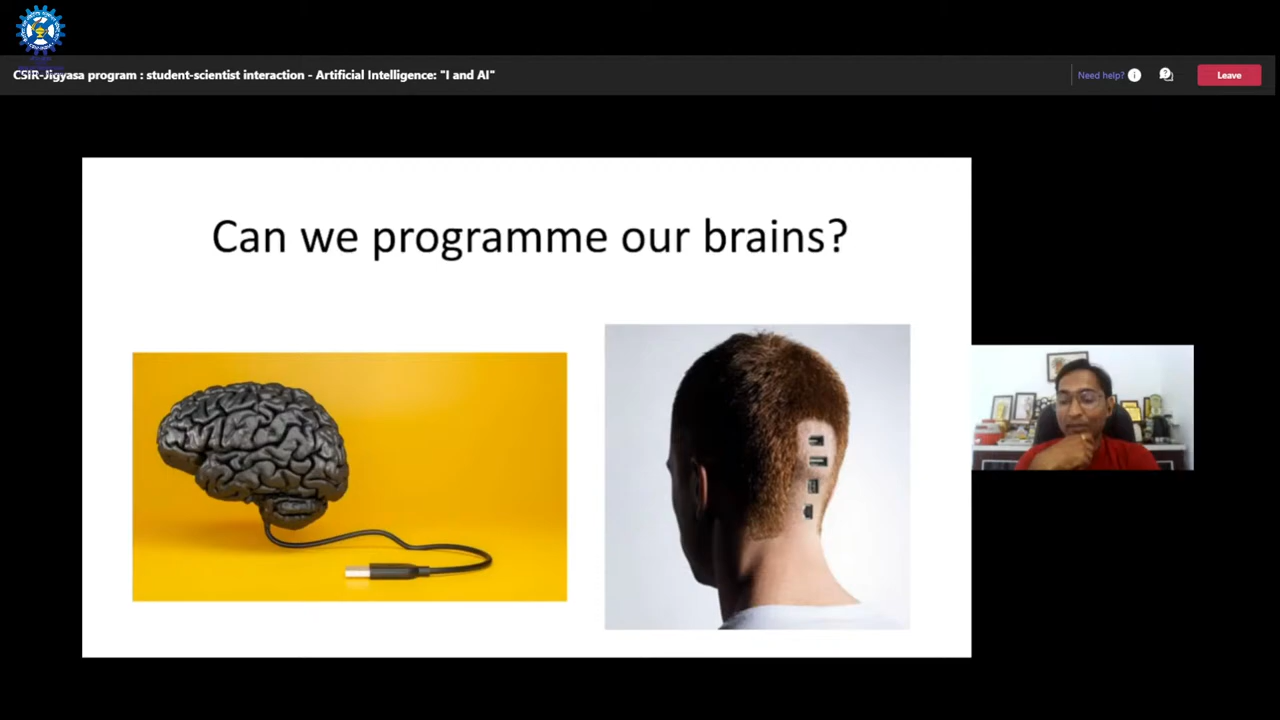 CSIR-Jigyasa program : student-scientist interaction - Artificial Intelligence: "I and AI"
Need help?
Leave
Can we programme our brains?